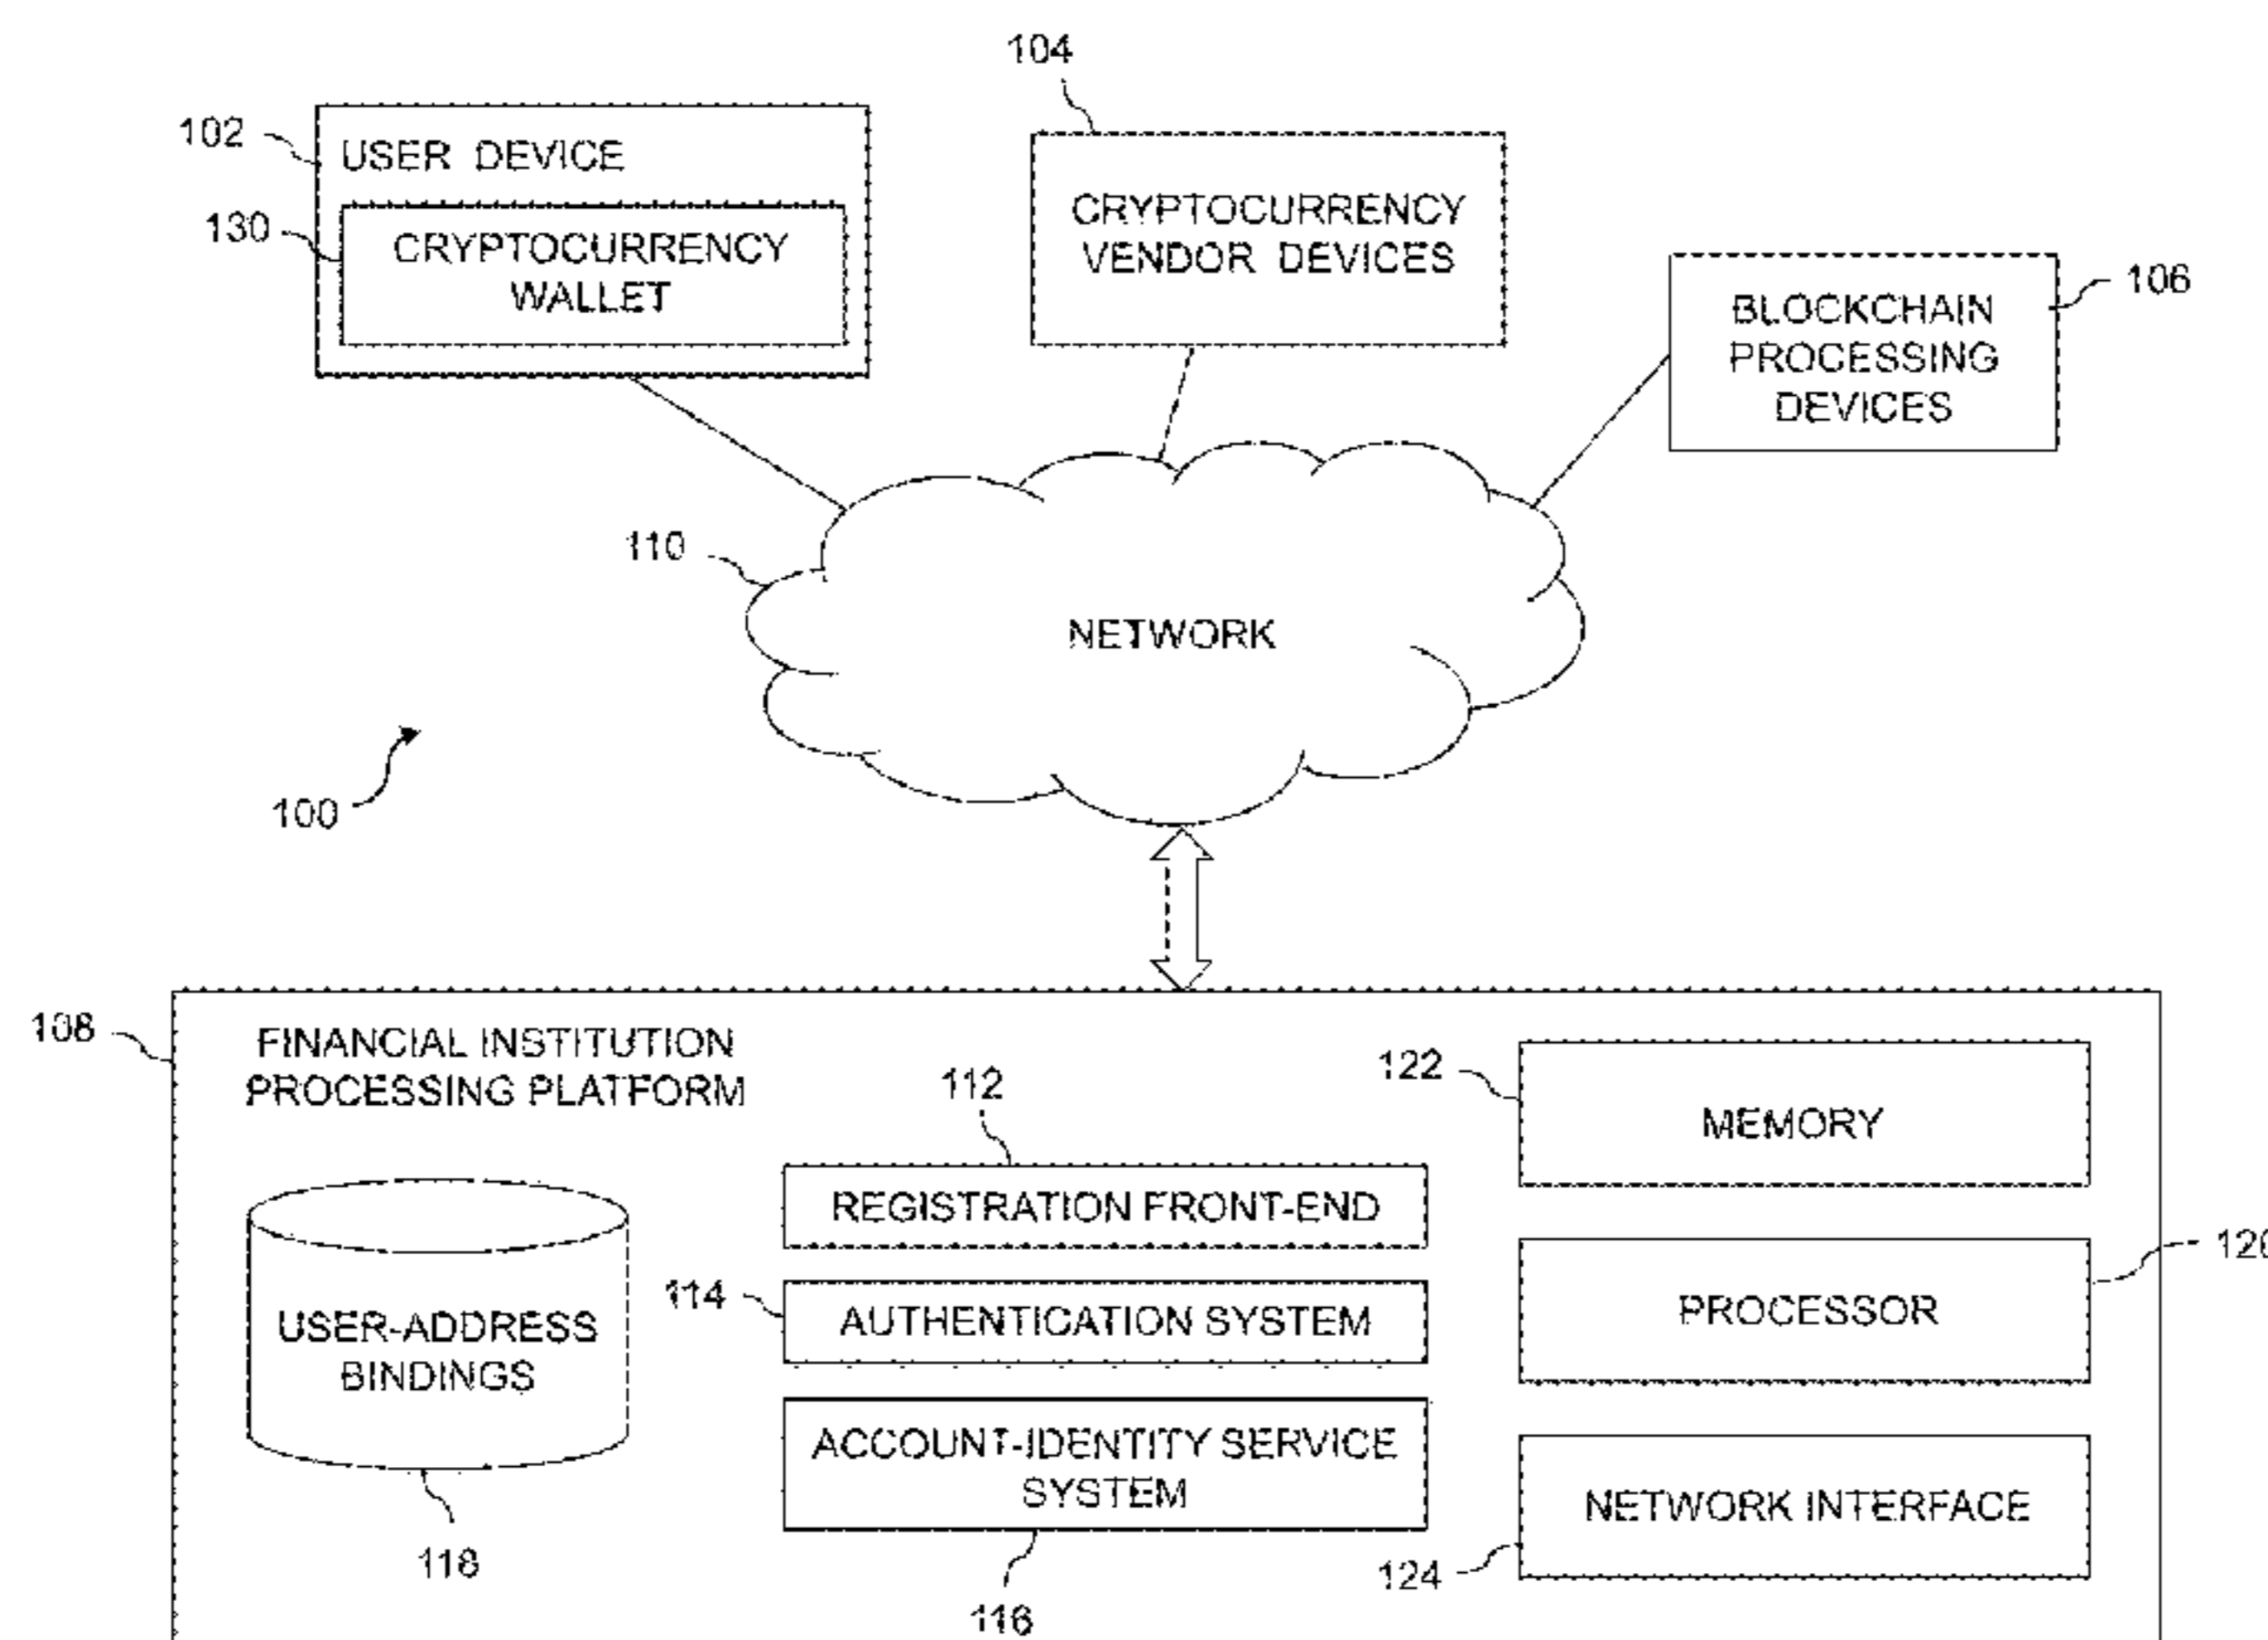 104
102
USER DEVICE
130
CRYPTOCURRENCY
WALLET
CRYPTOCURRENCY
VENDOR DEVICES
106
BLOCKCHAIN
PROCESSING
DEVICES
110
NETWORK
100
108
FINANCIAL INSTITUTION
PROCESSING PLATFORM
112
122
MEMORY
REGISTRATION FRONT-END
120
114
AUTHENTICATION SYSTEM
PROCESSOR
USER-ADDRESS
BINDINGS
ACCOUNT-IDENTITY SERVICE
SYSTEM
NETWORK INTERFACE
118
124
116